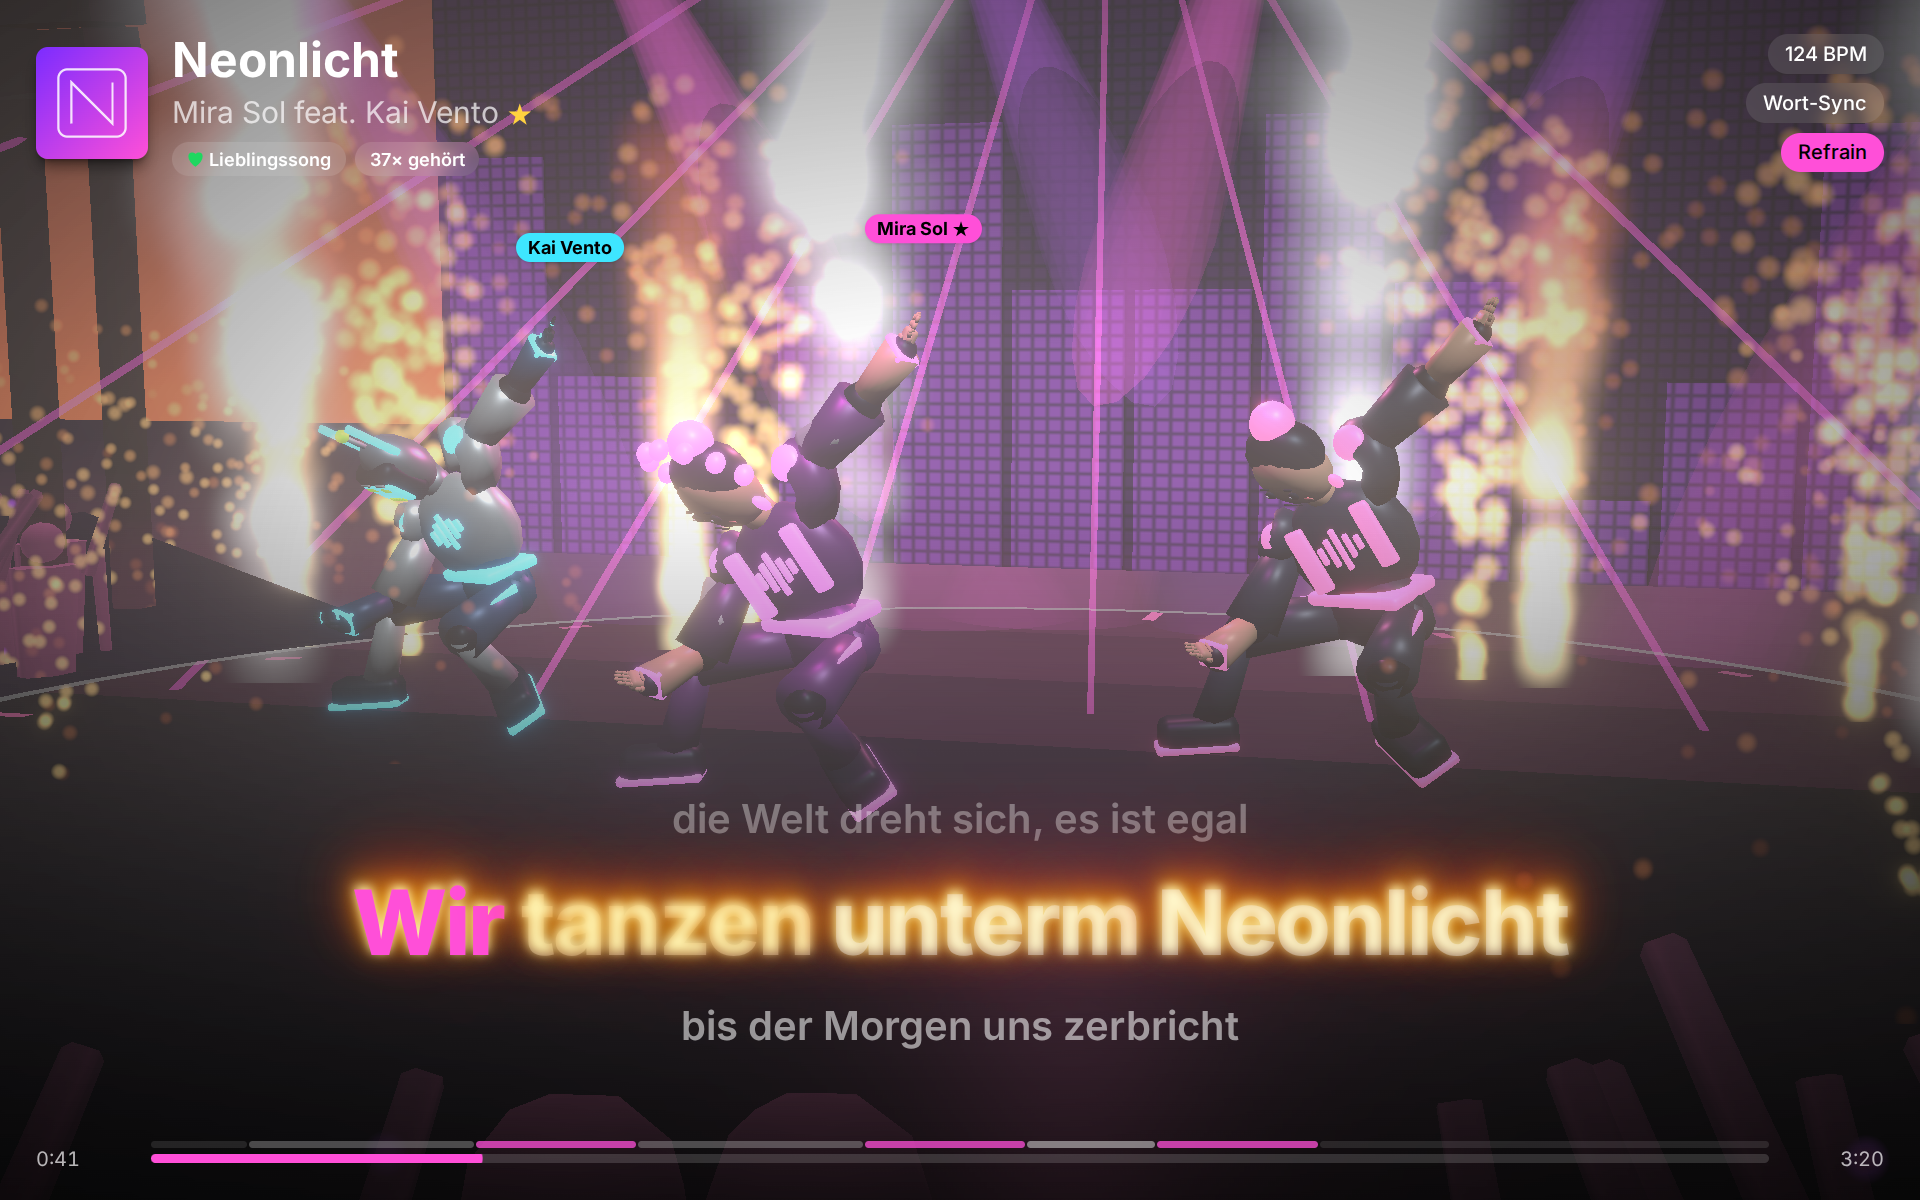 N
Neonlicht
Mira Sol feat. Kai Vento ★
Lieblingssong
37× gehört
124 BPM
Wort-Sync
Refrain
Kai Vento
Mira Sol ★
die Welt dreht sich, es ist egal
Wir tanzen unterm Neonlicht
bis der Morgen uns zerbricht
0:41
3:20